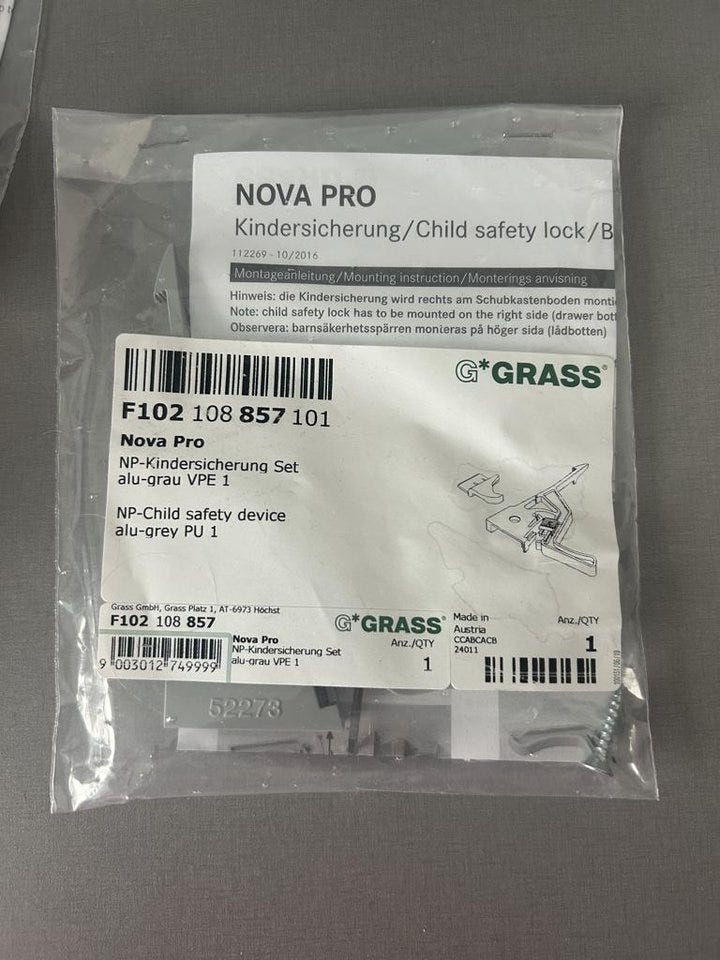 NOVA PRO
Kindersicherung/Child safety lock/B
112269 - 10/2016
Montageanleitung/Mounting instruction/Monterings anvisning
Hinweis: die Kindersicherung wird rechts am Schubkastenboden monti
Note: child safety lock has to be mounted on the right side (drawer bott
Observera: barnsäkerhetsspärren monteras på höger sida (lådbotten)
G*GRASS®
F102 108 857 101
Nova Pro
NP-Kindersicherung Set
alu-grau VPE 1
NP-Child safety device
alu-grey PU 1
Grass GmbH, Grass Platz 1, AT-6973 Höchst
F102 108 857
G*GRASS®
Nova Pro
NP-Kindersicherung Set
alu-grau VPE 1
Anz./QTY
1
9 003012 749999
Made in
Austria
CCABCACB
24011
Anz./QTY
1
52273